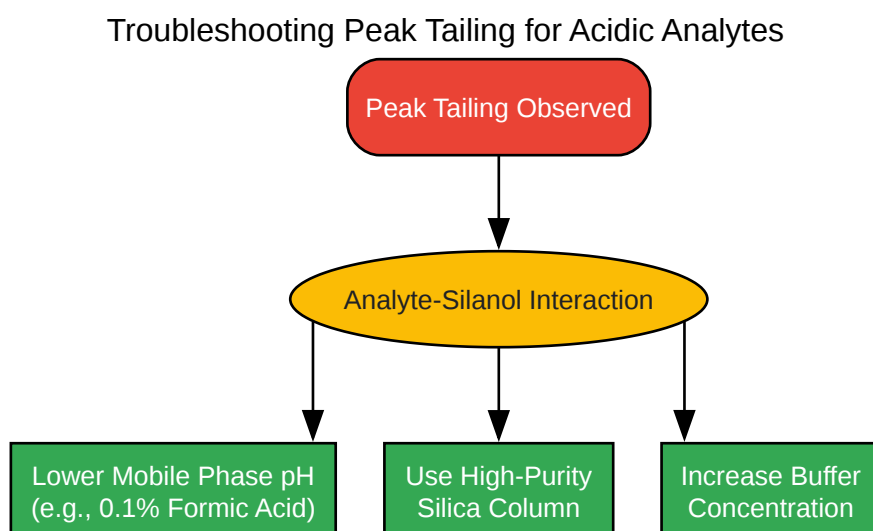 Troubleshooting Peak Tailing for Acidic Analytes
Peak Tailing Observed
Analyte-Silanol Interaction
Lower Mobile Phase pH
(e.g., 0.1% Formic Acid)
Use High-Purity
Silica Column
Increase Buffer
Concentration